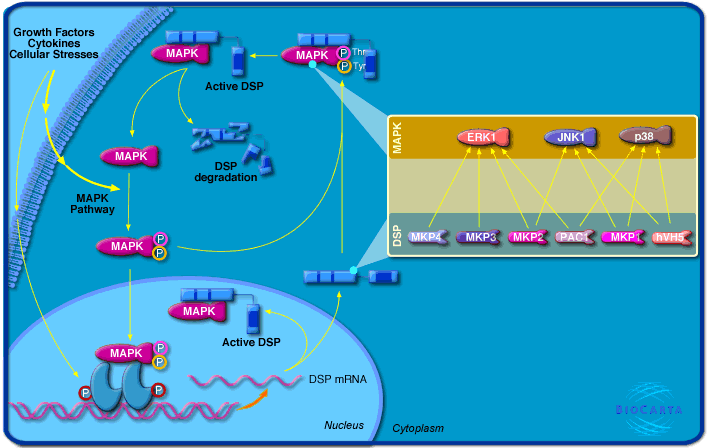 Growth Factors
Cytokines
Cellular Stresses
MAPK
Active DSP
MAPK
P
Thr
P
Tyr
MAPK
DSP
degradation
MAPK
Pathway
MAPK
P
P
MAPK
ERK1
JNK1
p38
DSP
MKP4
MKP3
MKP2
PAC1
MKP1
hVH5
MAPK
Active DSP
MAPK
P
P
P
P
DSP mRNA
Nucleus
Cytoplasm
BIOCARTA